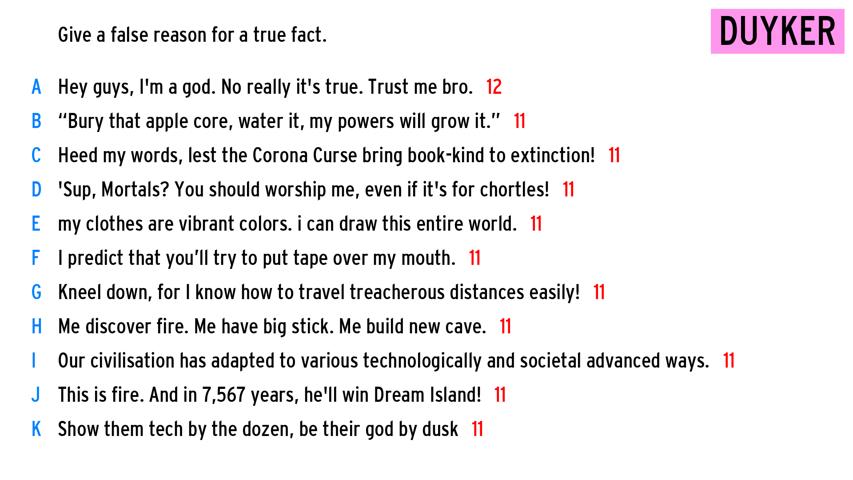 Give a false reason for a true fact.
DUYKER
A Hey guys, I'm a god. No really it's true. Trust me bro. 12
B “Bury that apple core, water it, my powers will grow it.” 11
C Heed my words, lest the Corona Curse bring book-kind to extinction! 11
D 'Sup, Mortals? You should worship me, even if it's for chortles! 11
E my clothes are vibrant colors. i can draw this entire world. 11
F I predict that you’ll try to put tape over my mouth. 11
G Kneel down, for I know how to travel treacherous distances easily! 11
H Me discover fire. Me have big stick. Me build new cave. 11
I Our civilisation has adapted to various technologically and societal advanced ways. 11
J This is fire. And in 7,567 years, he'll win Dream Island! 11
K Show them tech by the dozen, be their god by dusk 11